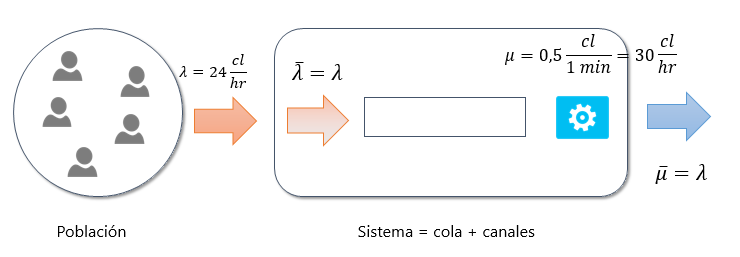 λ = 24 cl/hr
λ̄ = λ
μ = 0,5 cl/1 min = 30 cl/hr
μ̄ = λ
Población
Sistema = cola + canales